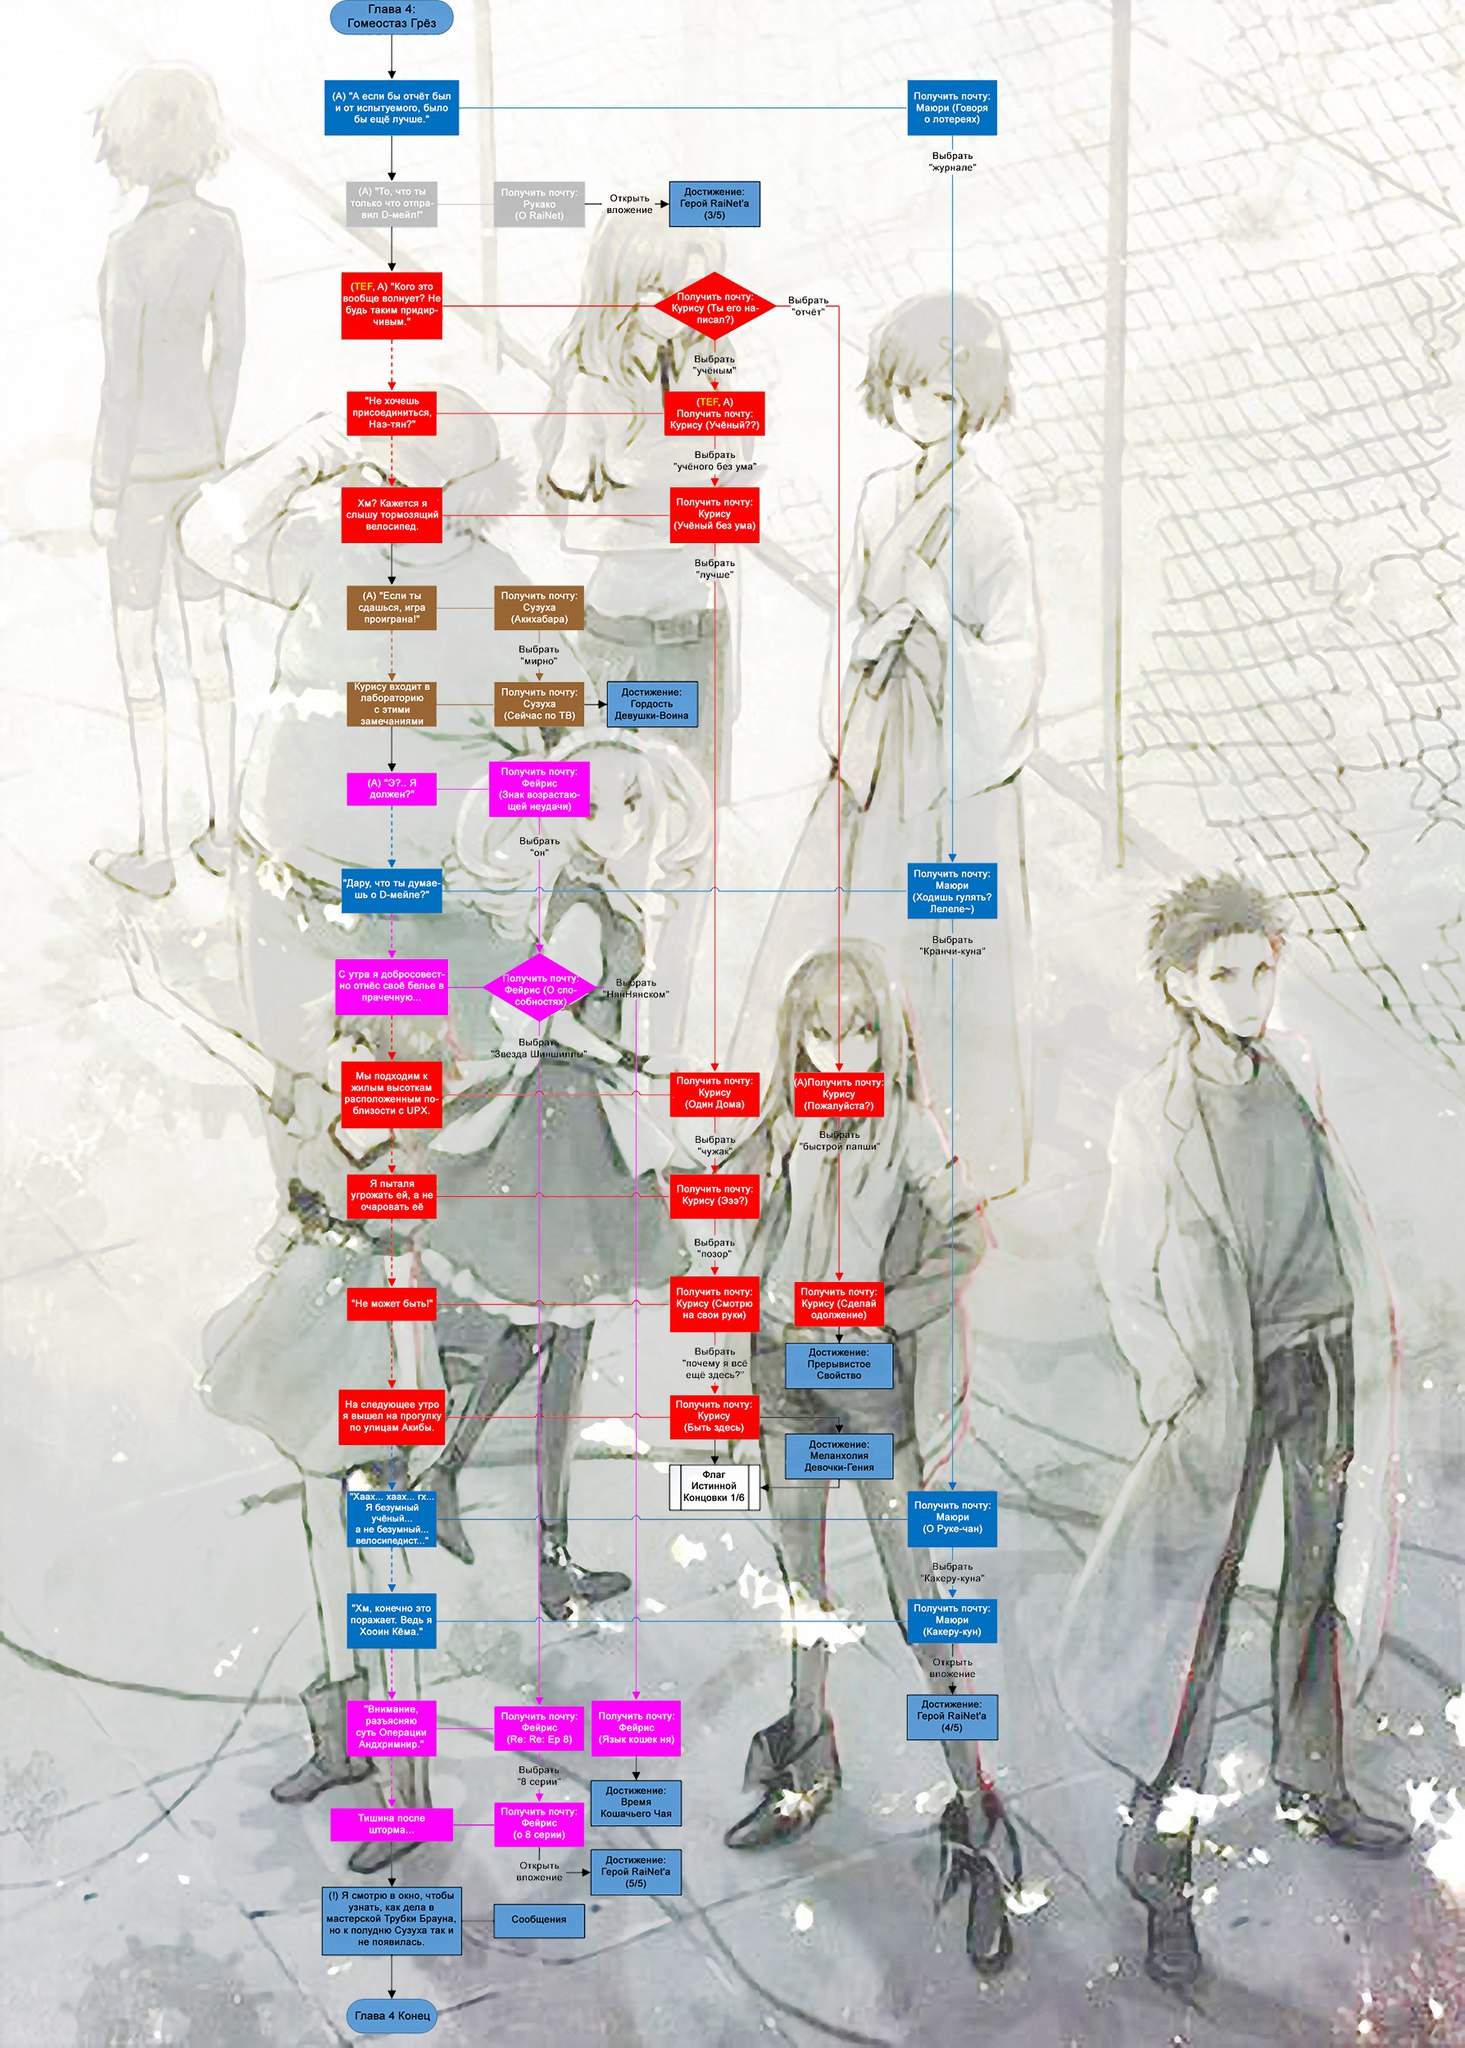 Глава 4:
Гомеостаз Грёз
(А) "А если бы отчёт был
и от испытуемого, было
бы ещё лучше."
Получить почту:
Маюри (Говоря
о лотереях)
Выбрать
"журнале"
(А) "То, что ты
только что отпра-
вил D-мейл!"
Получить почту:
Рукако
(О RaiNet)
Открыть
вложение
Достижение:
Герой RaiNet'a
(3/5)
(TEF, А) "Кого это
вообще волнует? Не
будь таким придир-
чивым."
Получить почту:
Курису (Ты его на-
писал?)
Выбрать
"отчёт"
Выбрать
"учёным"
"Не хочешь
присоединиться,
Наэ-тян?"
(TEF, А)
Получить почту:
Курису (Учёный??)
Выбрать
"учёного без ума"
Хм? Кажется я
слышу тормозящий
велосипед.
Получить почту:
Курису
(Учёный без ума)
Выбрать
"лучше"
(А) "Если ты
сдашься, игра
проиграна!"
Получить почту:
Сузуха
(Акихабара)
Выбрать
"мирно"
Курису входит в
лабораторию
с этими
замечаниями
Получить почту:
Сузуха
(Сейчас по ТВ)
Достижение:
Гордость
Девушки-Воина
(А) "Э?.. Я
должен?"
Получить почту:
Фейрис
(Знак возрастаю-
щей неудачи)
Выбрать
"он"
"Дару, что ты думае-
шь о D-мейле?"
Получить почту:
Маюри
(Ходишь гулять?
Лелеле~)
Выбрать
"Кранчи-куна"
С утра я добросовест-
но отнёс своё белье в
прачечную...
Получить почту:
Фейрис (О спо-
собностях)
Выбрать
"НянНянском"
Выбрать
"Звезда Шиншиллы"
Мы подходим к
жилым высоткам
расположенным по-
близости с UPX.
Получить почту:
Курису
(Один Дома)
(А)Получить почту:
Курису
(Пожалуйста?)
Выбрать
"чужак"
Выбрать
"быстрой лапши"
Я пыталя
угрожать ей, а не
очаровать её
Получить почту:
Курису (Эээ?)
Выбрать
"позор"
"Не может быть!"
Получить почту:
Курису (Смотрю
на свои руки)
Получить почту:
Курису (Сделай
одолжение)
Выбрать
"почему я всё
ещё здесь?"
Достижение:
Прерывистое
Свойство
На следующее утро
я вышел на прогулку
по улицам Акибы.
Получить почту:
Курису
(Быть здесь)
Достижение:
Меланхолия
Девочки-Гения
Флаг
Истинной
Концовки 1/6
"Хаах... хаах... гх...
Я безумный
учёный...
а не безумный...
велосипедист..."
Получить почту:
Маюри
(О Руке-чан)
Выбрать
"Какеру-куна"
"Хм, конечно это
поражает. Ведь я
Хооин Кёма."
Получить почту:
Маюри
(Какеру-кун)
Открыть
вложение
Достижение:
Герой RaiNet'a
(4/5)
"Внимание,
разъясняю
суть Операции
Андхримнир."
Получить почту:
Фейрис
(Re: Re: Ep 8)
Получить почту:
Фейрис
(Язык кошек ня)
Выбрать
"8 серии"
Достижение:
Время
Кошачьего Чая
Тишина после
шторма...
Получить почту:
Фейрис
(о 8 серии)
Открыть
вложение
Достижение:
Герой RaiNet'a
(5/5)
(!) Я смотрю в окно, чтобы
узнать, как дела в
мастерской Трубки Брауна,
но к полудню Сузуха так и
не появилась.
Сообщения
Глава 4 Конец